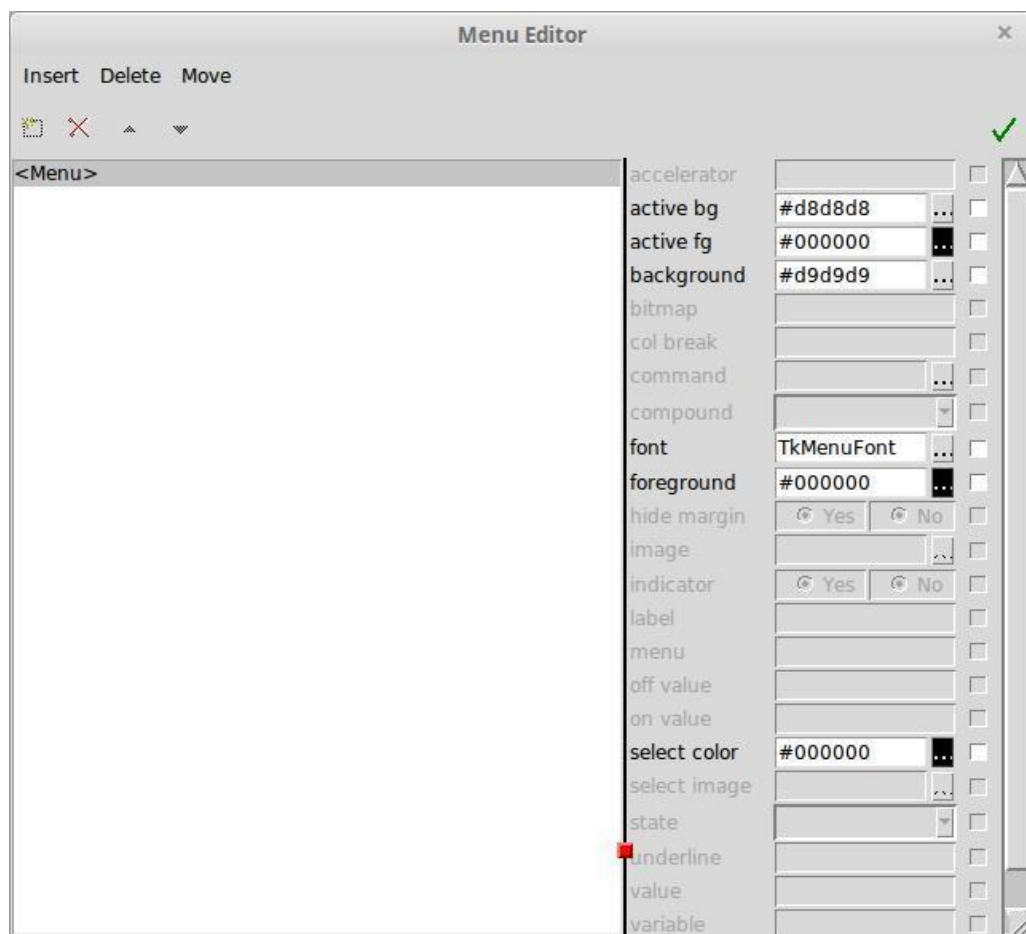 Menu Editor
Insert Delete Move
<Menu>
accelerator
active bg #d8d8d8 ...
active fg #000000 ...
background #d9d9d9 ...
bitmap
col break
command ...
compound
font TkMenuFont ...
foreground #000000 ...
hide margin Yes No
image ...
indicator Yes No
label
menu
off value
on value
select color #000000 ...
select image ...
state
underline
value
variable